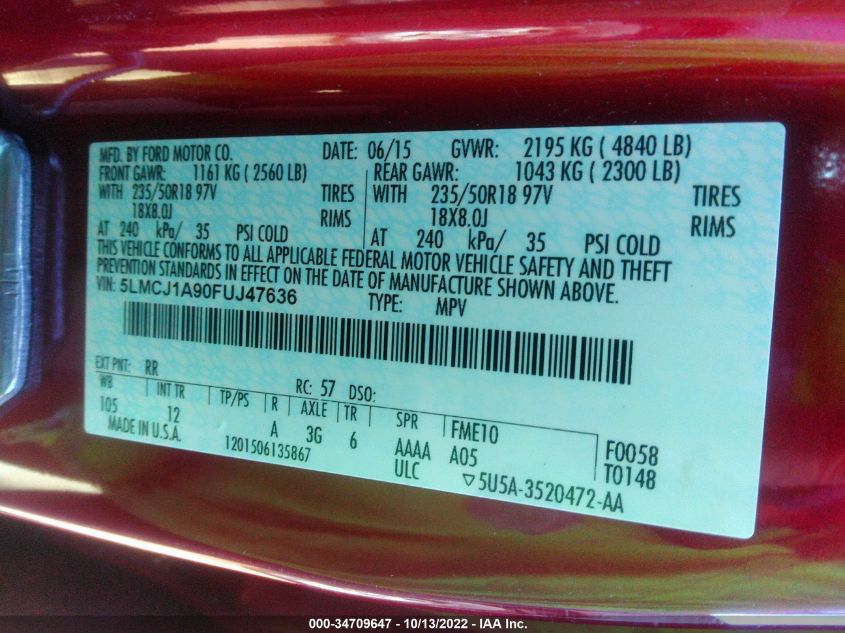 MFD. BY FORD MOTOR CO. DATE: 06/15 GVWR: 2195 KG ( 4840 LB)
FRONT GAWR: 1161 KG ( 2560 LB) REAR GAWR: 1043 KG ( 2300 LB)
WITH 235/50R18 97V TIRES WITH 235/50R18 97V TIRES
18X8.0J RIMS 18X8.0J RIMS
AT 240 kPa/ 35 PSI COLD AT 240 kPa/ 35 PSI COLD
THIS VEHICLE CONFORMS TO ALL APPLICABLE FEDERAL MOTOR VEHICLE SAFETY AND THEFT
PREVENTION STANDARDS IN EFFECT ON THE DATE OF MANUFACTURE SHOWN ABOVE.
VIN: 5LMCJ1A90FUJ47636 TYPE: MPV
EXT PNT: RR RC: 57 DSO:
WB INT TR TP/PS R AXLE TR SPR FME10 F0058
105 12 A 3G 6 AAAA A05 T0148
MADE IN U.S.A. 1201506135867 ULC ▽5U5A-3520472-AA
000-34709647 - 10/13/2022 - IAA Inc.